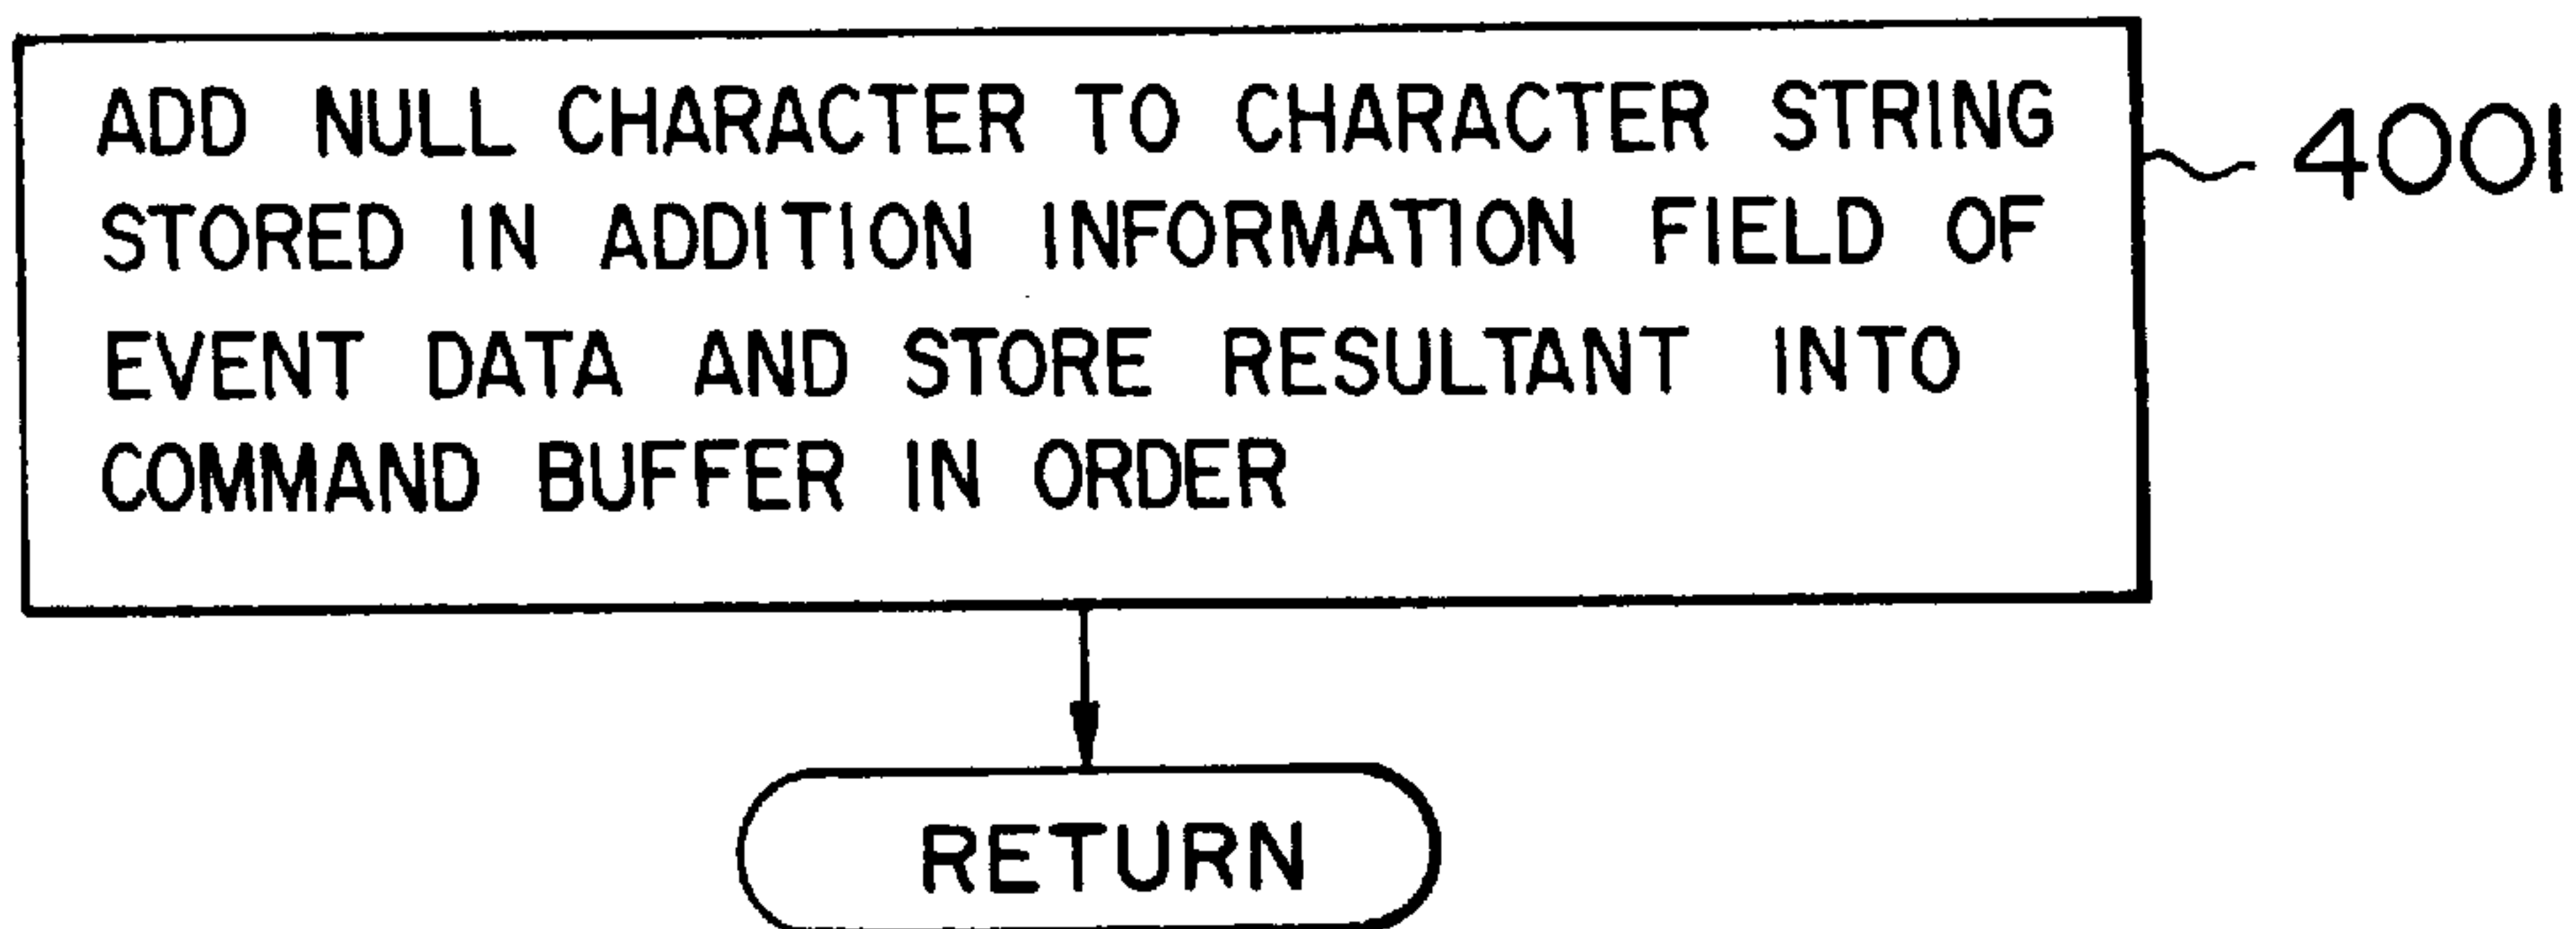 ADD NULL CHARACTER TO CHARACTER STRING
STORED IN ADDITION INFORMATION FIELD OF
EVENT DATA AND STORE RESULTANT INTO
COMMAND BUFFER IN ORDER
4001
RETURN